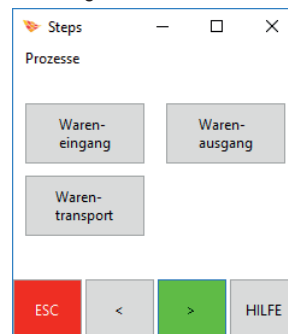 Steps
Prozesse
Waren-
eingang
Waren-
ausgang
Waren-
transport
ESC < > HILFE